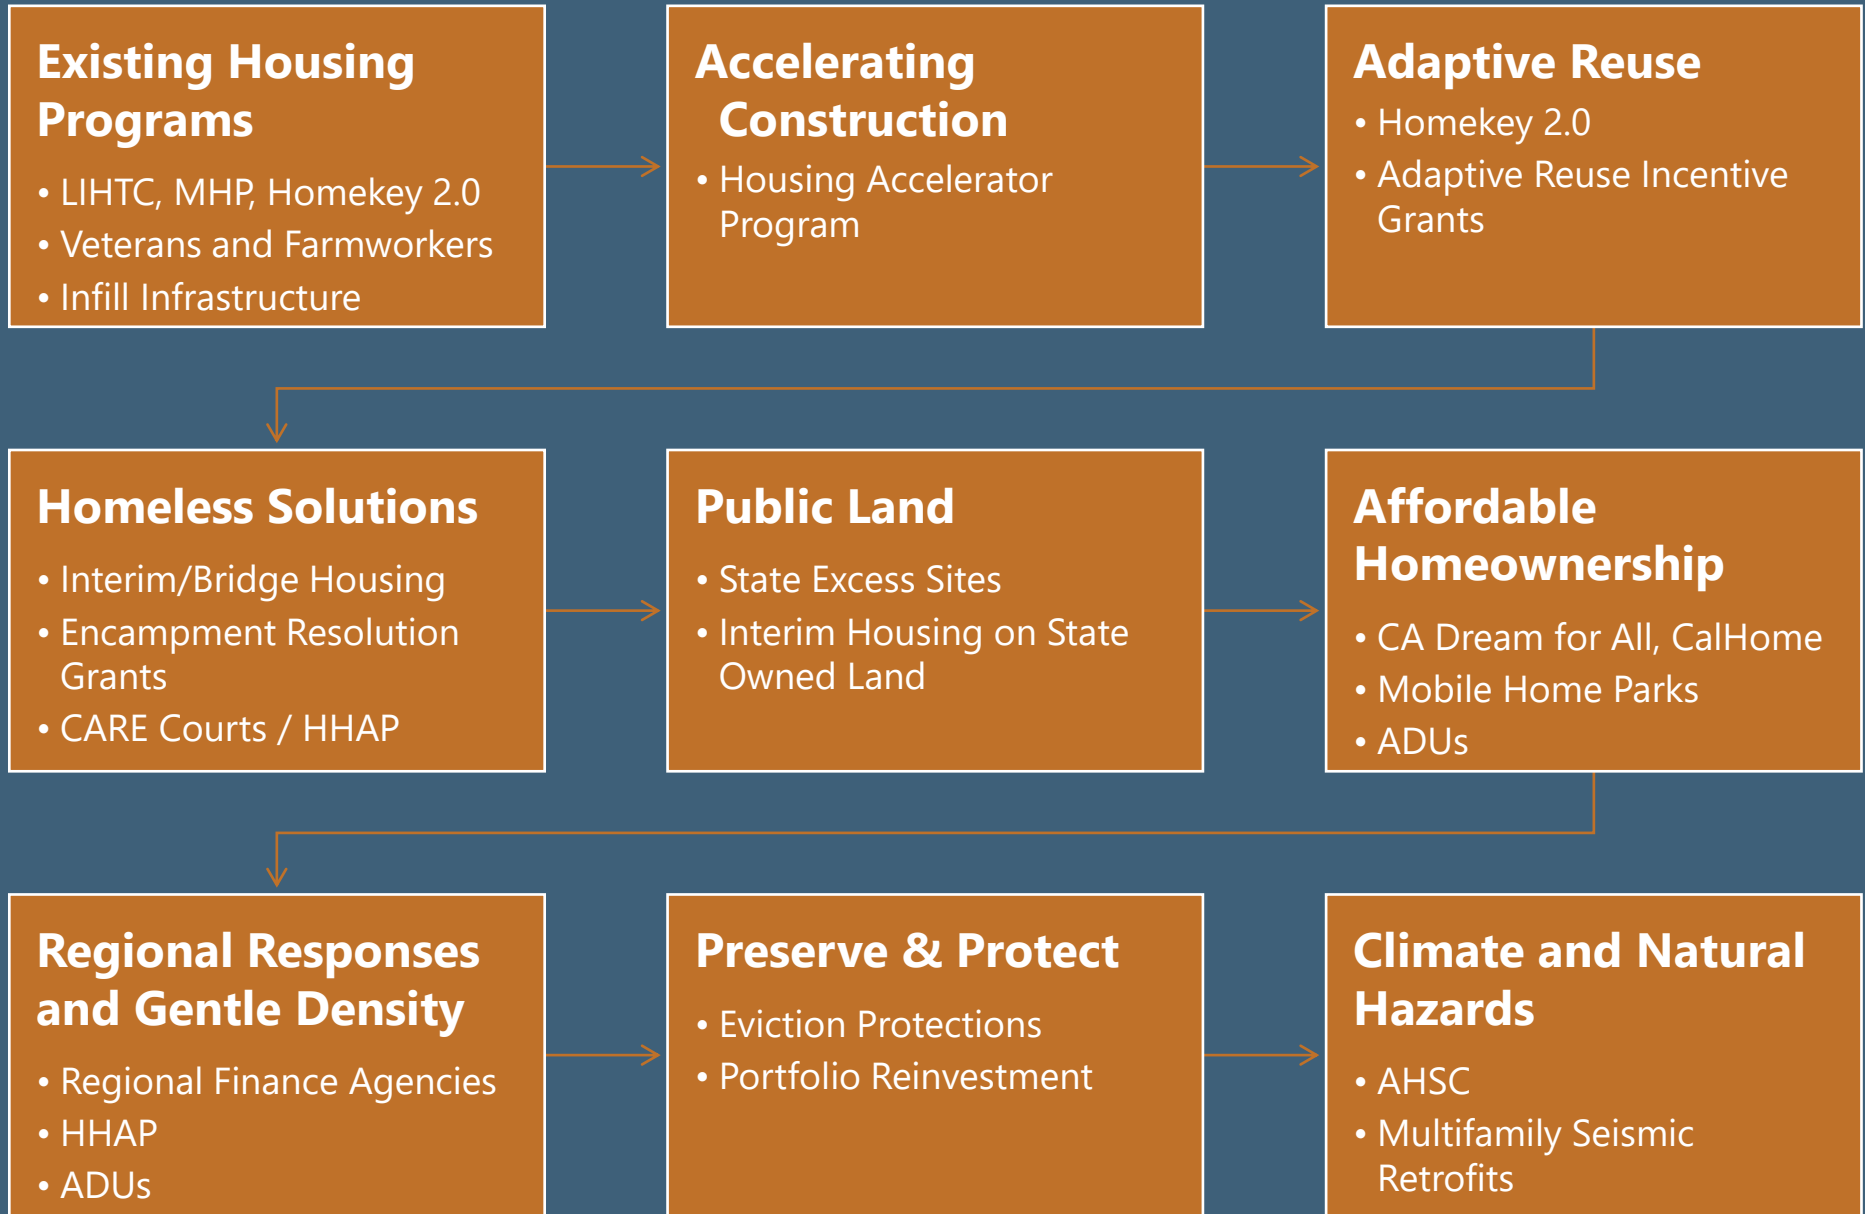 Existing Housing
Programs
• LIHTC, MHP, Homekey 2.0
• Veterans and Farmworkers
• Infill Infrastructure
Accelerating
Construction
• Housing Accelerator
Program
Adaptive Reuse
• Homekey 2.0
• Adaptive Reuse Incentive
Grants
Homeless Solutions
• Interim/Bridge Housing
• Encampment Resolution
Grants
• CARE Courts / HHAP
Public Land
• State Excess Sites
• Interim Housing on State
Owned Land
Affordable
Homeownership
• CA Dream for All, CalHome
• Mobile Home Parks
• ADUs
Regional Responses
and Gentle Density
• Regional Finance Agencies
• HHAP
• ADUs
Preserve & Protect
• Eviction Protections
• Portfolio Reinvestment
Climate and Natural
Hazards
• AHSC
• Multifamily Seismic
Retrofits